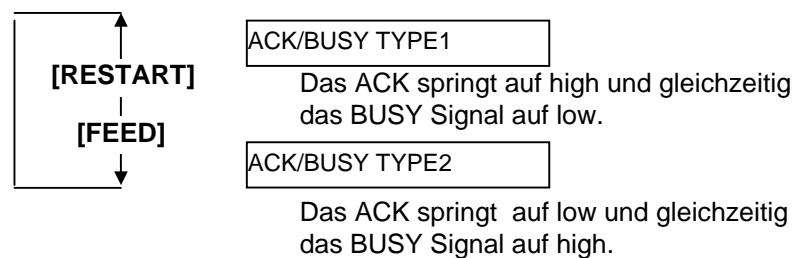 ACK/BUSY TYPE1
[RESTART]
Das ACK springt auf high und gleichzeitig
das BUSY Signal auf low.
[FEED]
ACK/BUSY TYPE2
Das ACK springt auf low und gleichzeitig
das BUSY Signal auf high.